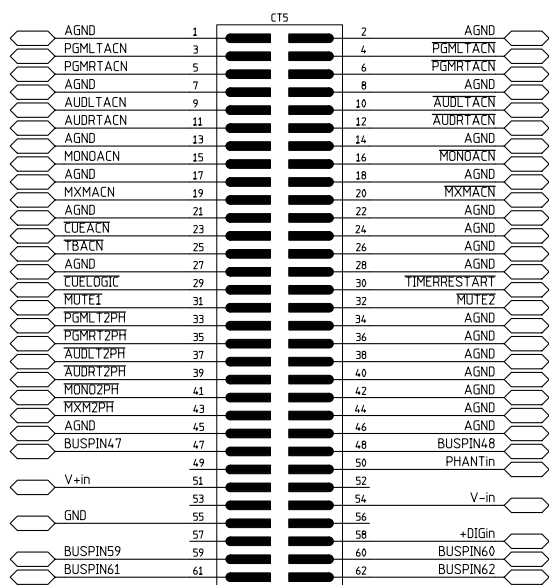 CT5
AGND 1 2 AGND
PGMLTACN 3 4 PGMLTACN
PGMRTACN 5 6 PGMRTACN
AGND 7 8 AGND
AUDLTACN 9 10 AUDLTACN
AUDRTACN 11 12 AUDRTACN
AGND 13 14 AGND
MONOACN 15 16 MONOACN
AGND 17 18 AGND
MXMACN 19 20 MXMACN
AGND 21 22 AGND
CUEACN 23 24 AGND
TBACN 25 26 AGND
AGND 27 28 AGND
CUELOGIC 29 30 TIMERRESTART
MUTE1 31 32 MUTE2
PGMLT2PH 33 34 AGND
PGMRT2PH 35 36 AGND
AUDLT2PH 37 38 AGND
AUDRT2PH 39 40 AGND
MONO2PH 41 42 AGND
MXM2PH 43 44 AGND
AGND 45 46 AGND
BUSPIN47 47 48 BUSPIN48
49 50 PHANTin
V+in 51 52
53 54 V-in
GND 55 56
57 58 +DIGin
BUSPIN59 59 60 BUSPIN60
BUSPIN61 61 62 BUSPIN62